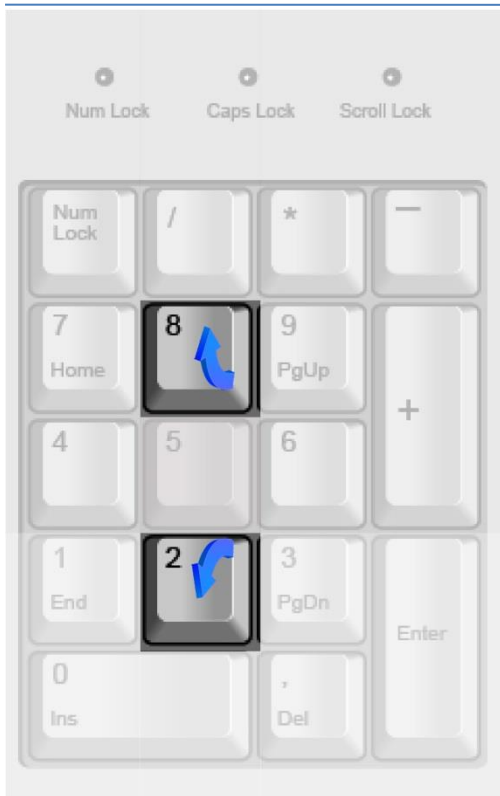 Num Lock Caps Lock Scroll Lock
Num
Lock
/ * —
7 8 9
Home PgUp
+
4 5 6
1 2 3
End PgDn
Enter
0 ,
Ins Del